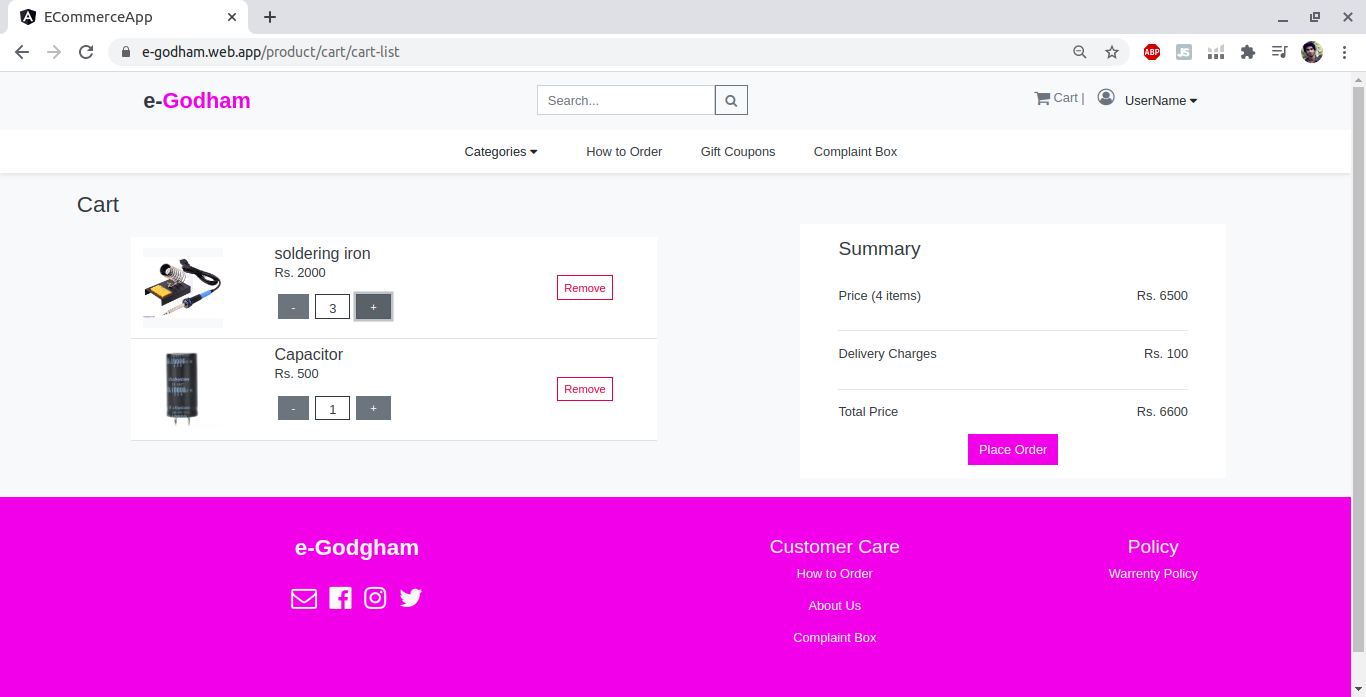 ECommerceApp
e-godham.web.app/product/cart/cart-list
ABP
JS
e-Godham
Search...
Cart |
UserName
Categories
How to Order
Gift Coupons
Complaint Box
Cart
soldering iron
Rs. 2000
- 3 +
Remove
Capacitor
Rs. 500
- 1 +
Remove
Summary
Price (4 items) Rs. 6500
Delivery Charges Rs. 100
Total Price Rs. 6600
Place Order
e-Godgham
Customer Care
How to Order
About Us
Complaint Box
Policy
Warrenty Policy